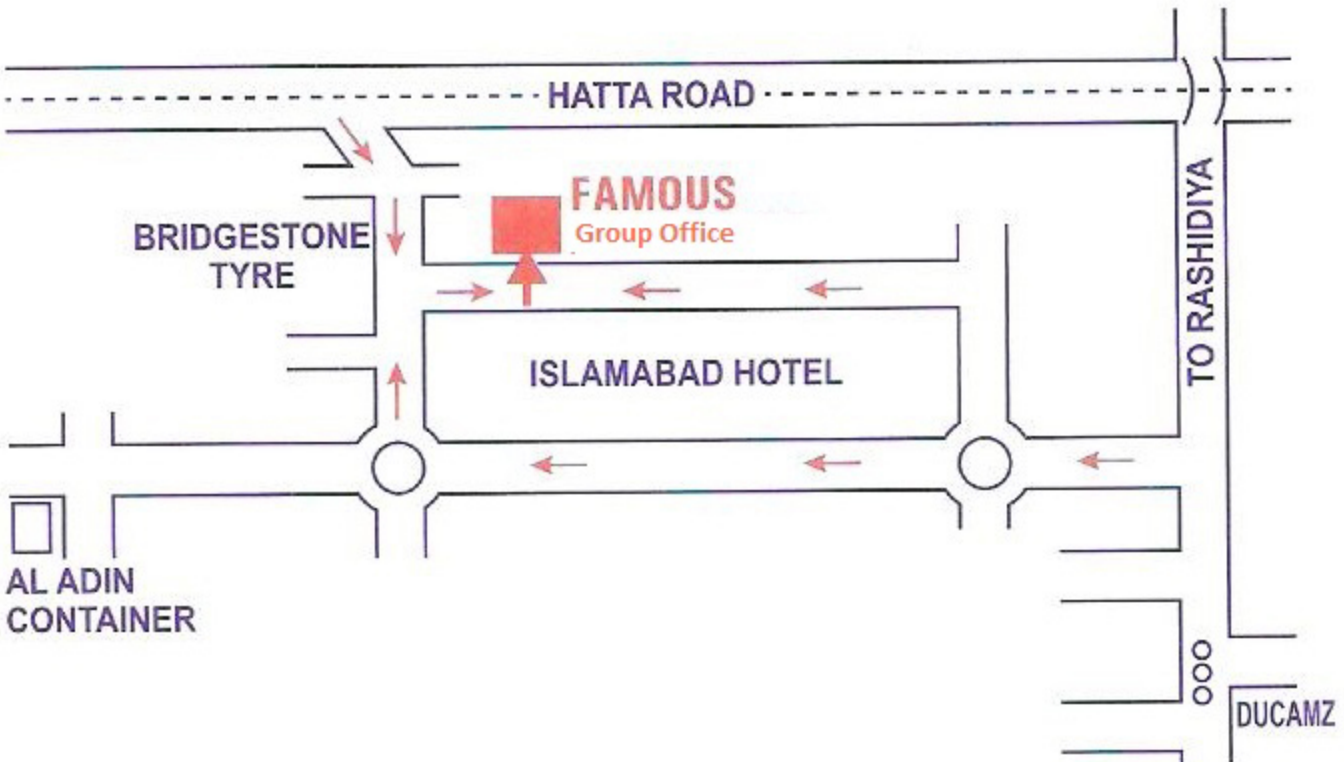 HATTA ROAD
FAMOUS
Group Office
BRIDGESTONE
TYRE
TO RASHIDIYA
ISLAMABAD HOTEL
AL ADIN
CONTAINER
DUCAMZ